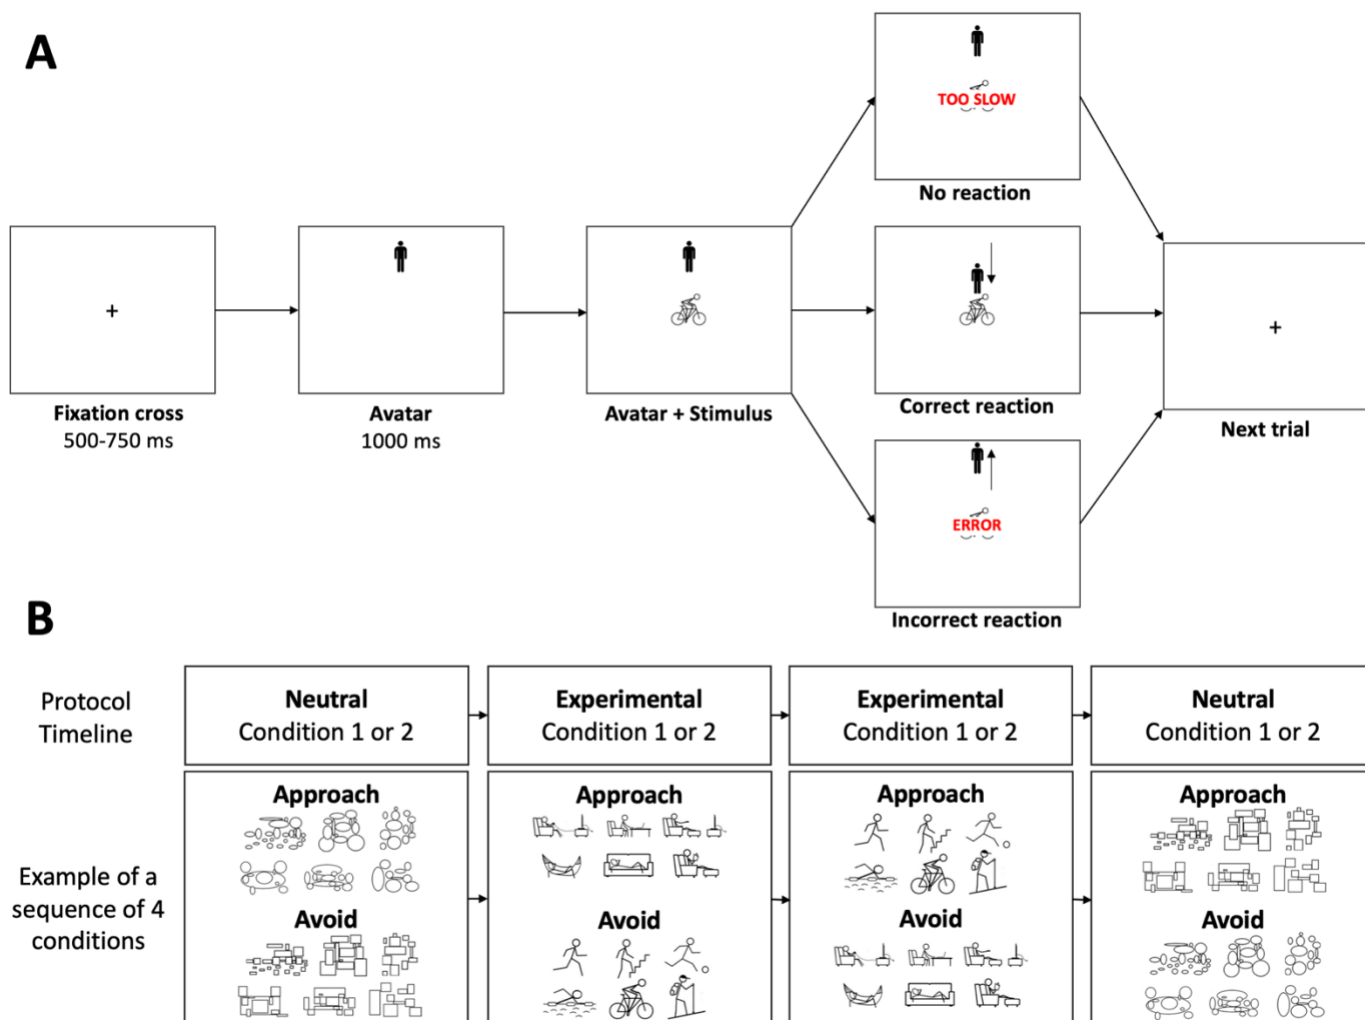 A
TOO SLOW
No reaction
+
Fixation cross
500-750 ms
Avatar
1000 ms
Avatar + Stimulus
Correct reaction
+
Next trial
ERROR
Incorrect reaction
B
Protocol
Timeline
Neutral
Condition 1 or 2
Experimental
Condition 1 or 2
Experimental
Condition 1 or 2
Neutral
Condition 1 or 2
Example of a
sequence of 4
conditions
Approach
Avoid
Approach
Avoid
Approach
Avoid
Approach
Avoid